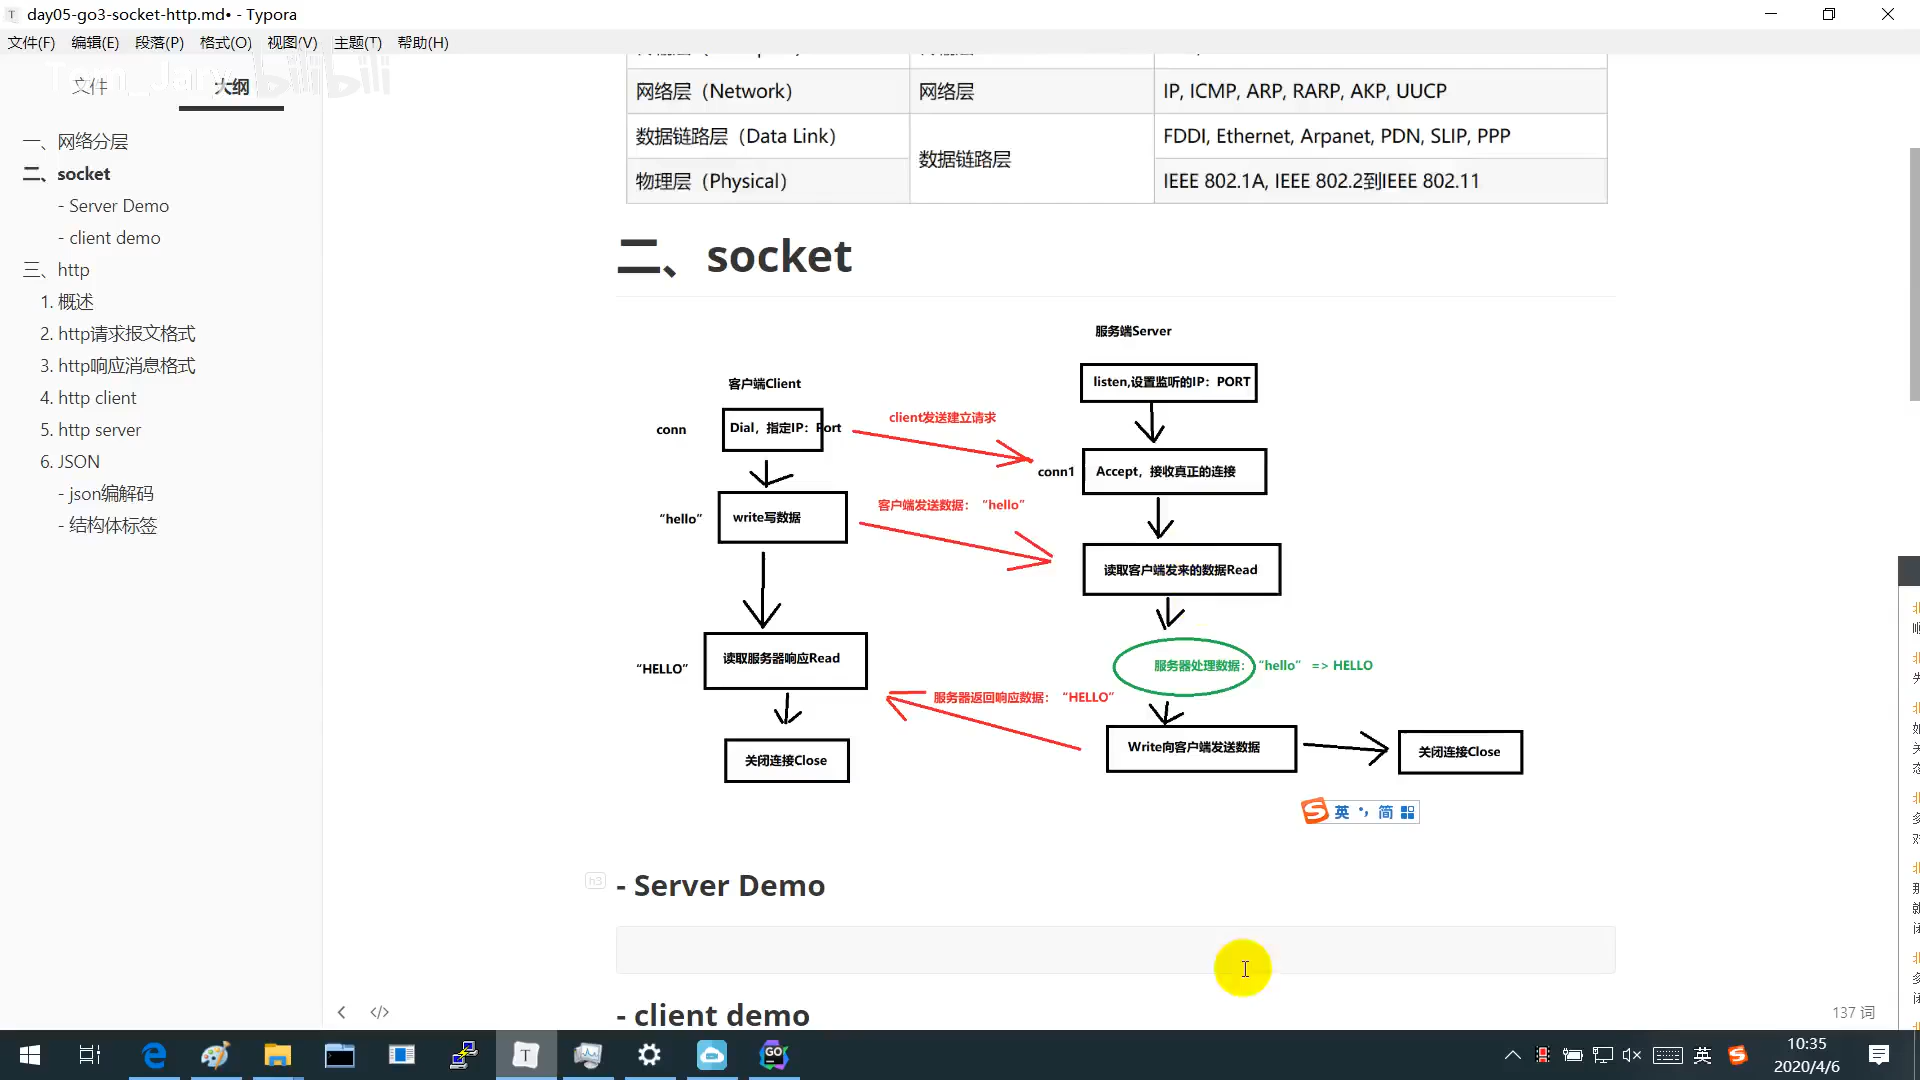 day05-go3-socket-http.md• - Typora
文件(F) 编辑(E) 段落(P) 格式(O) 视图(V) 主题(T) 帮助(H)
bilibili
文件 大纲
一、网络分层
二、socket
- Server Demo
- client demo
三、http
1. 概述
2. http请求报文格式
3. http响应消息格式
4. http client
5. http server
6. JSON
- json编解码
- 结构体标签
网络层（Network） 网络层 IP, ICMP, ARP, RARP, AKP, UUCP
数据链路层（Data Link） 数据链路层 FDDI, Ethernet, Arpanet, PDN, SLIP, PPP
物理层（Physical） IEEE 802.1A, IEEE 802.2到IEEE 802.11
二、socket
服务端Server
listen,设置监听的IP：PORT
客户端Client
conn Dial，指定IP：Port
client发送建立请求
conn1 Accept，接收真正的连接
“hello” write写数据
客户端发送数据：“hello”
读取客户端发来的数据Read
“HELLO” 读取服务器响应Read
服务器处理数据：“hello” => HELLO
服务器返回响应数据：“HELLO”
Write向客户端发送数据
关闭连接Close
关闭连接Close
英 简
h3
- Server Demo
- client demo
137 词
英
10:35
2020/4/6